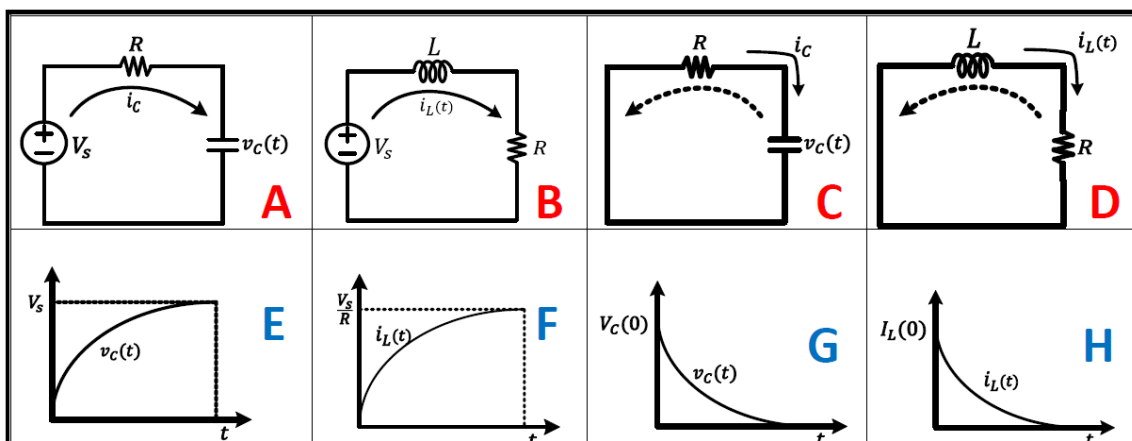 R
i_C
+
−
V_s
v_C(t)
A
L
i_L(t)
+
−
V_s
R
B
R
i_C
v_C(t)
C
L
i_L(t)
R
D
V_s
v_C(t)
t
E
V_s/R
i_L(t)
t
F
V_C(0)
v_C(t)
t
G
I_L(0)
i_L(t)
t
H